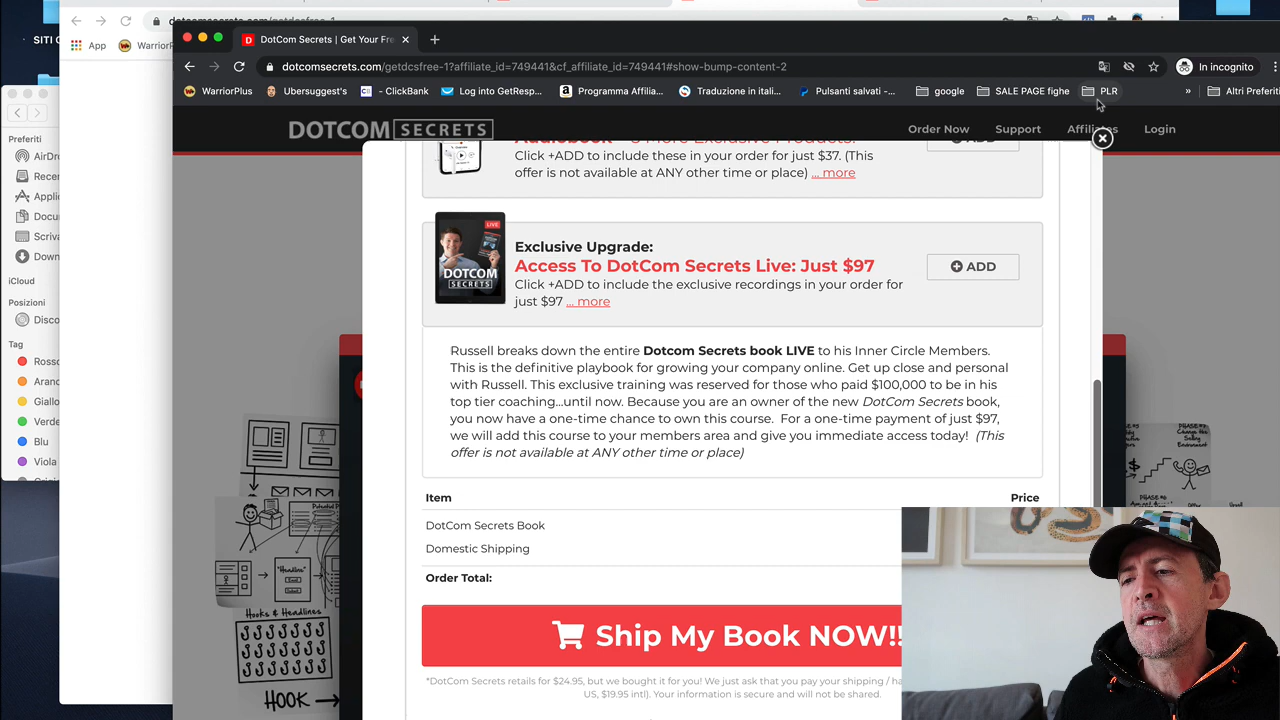 dotcomsecrets.com/getdcsfree-1
SITI
App
WarriorP
DotCom Secrets | Get Your Fre
dotcomsecrets.com/getdcsfree-1?affiliate_id=749441&cf_affiliate_id=749441#show-bump-content-2
In incognito
WarriorPlus
Ubersuggest's
- ClickBank
Log into GetResp...
Programma Affilia...
Traduzione in itali...
Pulsanti salvati -...
google
SALE PAGE fighe
PLR
»
Altri Preferiti
DOTCOM SECRETS
Order Now
Support
Affiliates
Login
Preferiti
AirDro
Recen
Applic
Docu
Scriva
Down
iCloud
Posizioni
Disco
Tag
Rosso
Aranc
Giallo
Verde
Blu
Viola
Click +ADD to include these in your order for just $37. (This
offer is not available at ANY other time or place) ... more
ADD
Exclusive Upgrade:
Access To DotCom Secrets Live: Just $97
Click +ADD to include the exclusive recordings in your order for
just $97 ... more
ADD
LIVE
DOTCOM
SECRETS
Russell breaks down the entire Dotcom Secrets book LIVE to his Inner Circle Members.
This is the definitive playbook for growing your company online. Get up close and personal
with Russell. This exclusive training was reserved for those who paid $100,000 to be in his
top tier coaching...until now. Because you are an owner of the new DotCom Secrets book,
you now have a one-time chance to own this course. For a one-time payment of just $97,
we will add this course to your members area and give you immediate access today! (This
offer is not available at ANY other time or place)
Item
Price
DotCom Secrets Book
Domestic Shipping
Order Total:
Ship My Book NOW!!
*DotCom Secrets retails for $24.95, but we bought it for you! We just ask that you pay your shipping / ha
US, $19.95 intl). Your information is secure and will not be shared.
"Headline"
Hooks & Headlines
HOOK